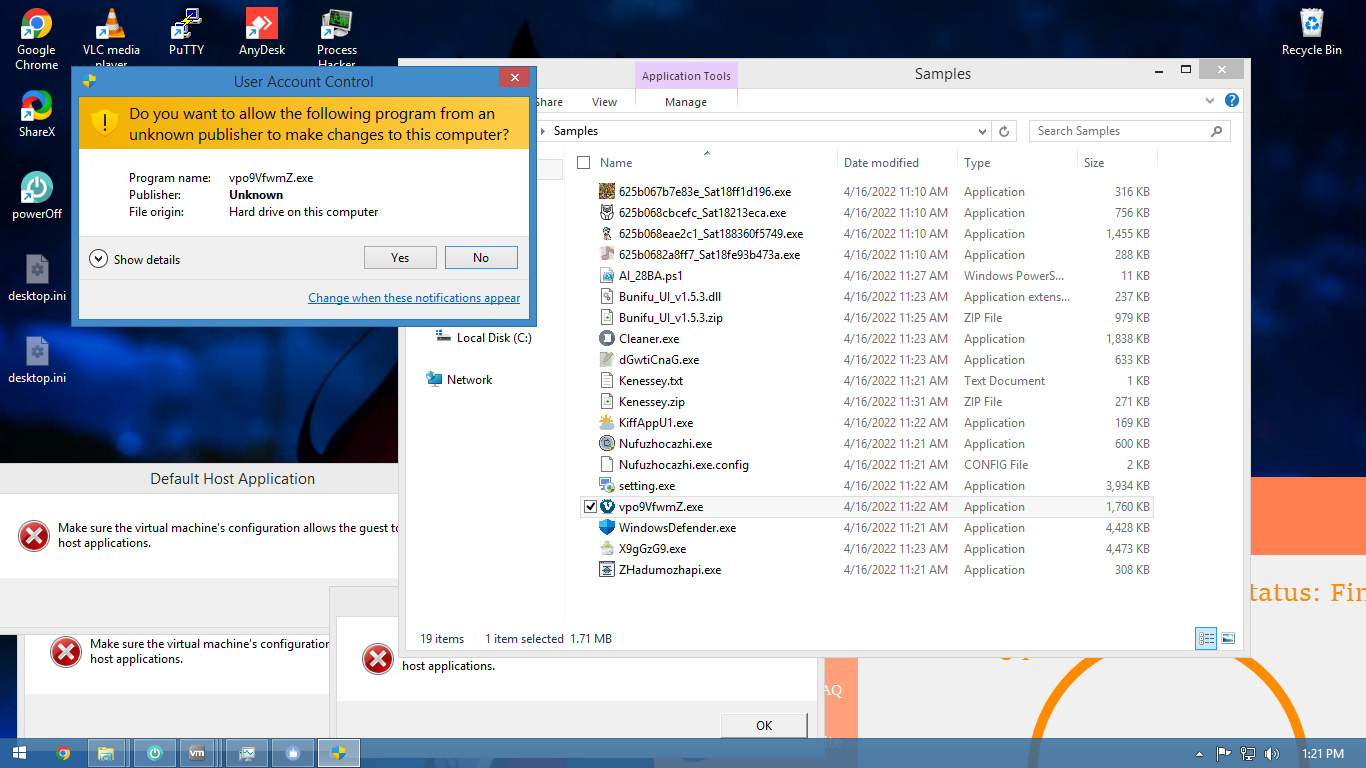 Google
Chrome
VLC media
player
PuTTY
AnyDesk
Process
Hacker
ShareX
powerOff
desktop.ini
desktop.ini
Recycle Bin
User Account Control
Do you want to allow the following program from an
unknown publisher to make changes to this computer?
Program name: vpo9VfwmZ.exe
Publisher: Unknown
File origin: Hard drive on this computer
Show details
Yes
No
Change when these notifications appear
Application Tools
Samples
Share
View
Manage
Samples
Search Samples
Name Date modified Type Size
625b067b7e83e_Sat18ff1d196.exe 4/16/2022 11:10 AM Application 316 KB
625b068cbcefc_Sat18213eca.exe 4/16/2022 11:10 AM Application 756 KB
625b068eae2c1_Sat188360f5749.exe 4/16/2022 11:10 AM Application 1,455 KB
625b0682a8ff7_Sat18fe93b473a.exe 4/16/2022 11:10 AM Application 288 KB
AI_28BA.ps1 4/16/2022 11:27 AM Windows PowerS... 11 KB
Bunifu_UI_v1.5.3.dll 4/16/2022 11:23 AM Application extens... 237 KB
Bunifu_UI_v1.5.3.zip 4/16/2022 11:25 AM ZIP File 979 KB
Cleaner.exe 4/16/2022 11:23 AM Application 1,838 KB
dGwtiCnaG.exe 4/16/2022 11:23 AM Application 633 KB
Kenessey.txt 4/16/2022 11:21 AM Text Document 1 KB
Kenessey.zip 4/16/2022 11:31 AM ZIP File 271 KB
KiffAppU1.exe 4/16/2022 11:22 AM Application 169 KB
Nufuzhocazhi.exe 4/16/2022 11:21 AM Application 600 KB
Nufuzhocazhi.exe.config 4/16/2022 11:21 AM CONFIG File 2 KB
setting.exe 4/16/2022 11:22 AM Application 3,934 KB
vpo9VfwmZ.exe 4/16/2022 11:22 AM Application 1,760 KB
WindowsDefender.exe 4/16/2022 11:21 AM Application 4,428 KB
X9gGzG9.exe 4/16/2022 11:23 AM Application 4,473 KB
ZHadumozhapi.exe 4/16/2022 11:21 AM Application 308 KB
Local Disk (C:)
Network
19 items 1 item selected 1.71 MB
Default Host Application
Make sure the virtual machine's configuration allows the guest to
host applications.
Make sure the virtual machine's configuration
host applications.
host applications.
OK
tatus: Fin
AQ
vm
1:21 PM